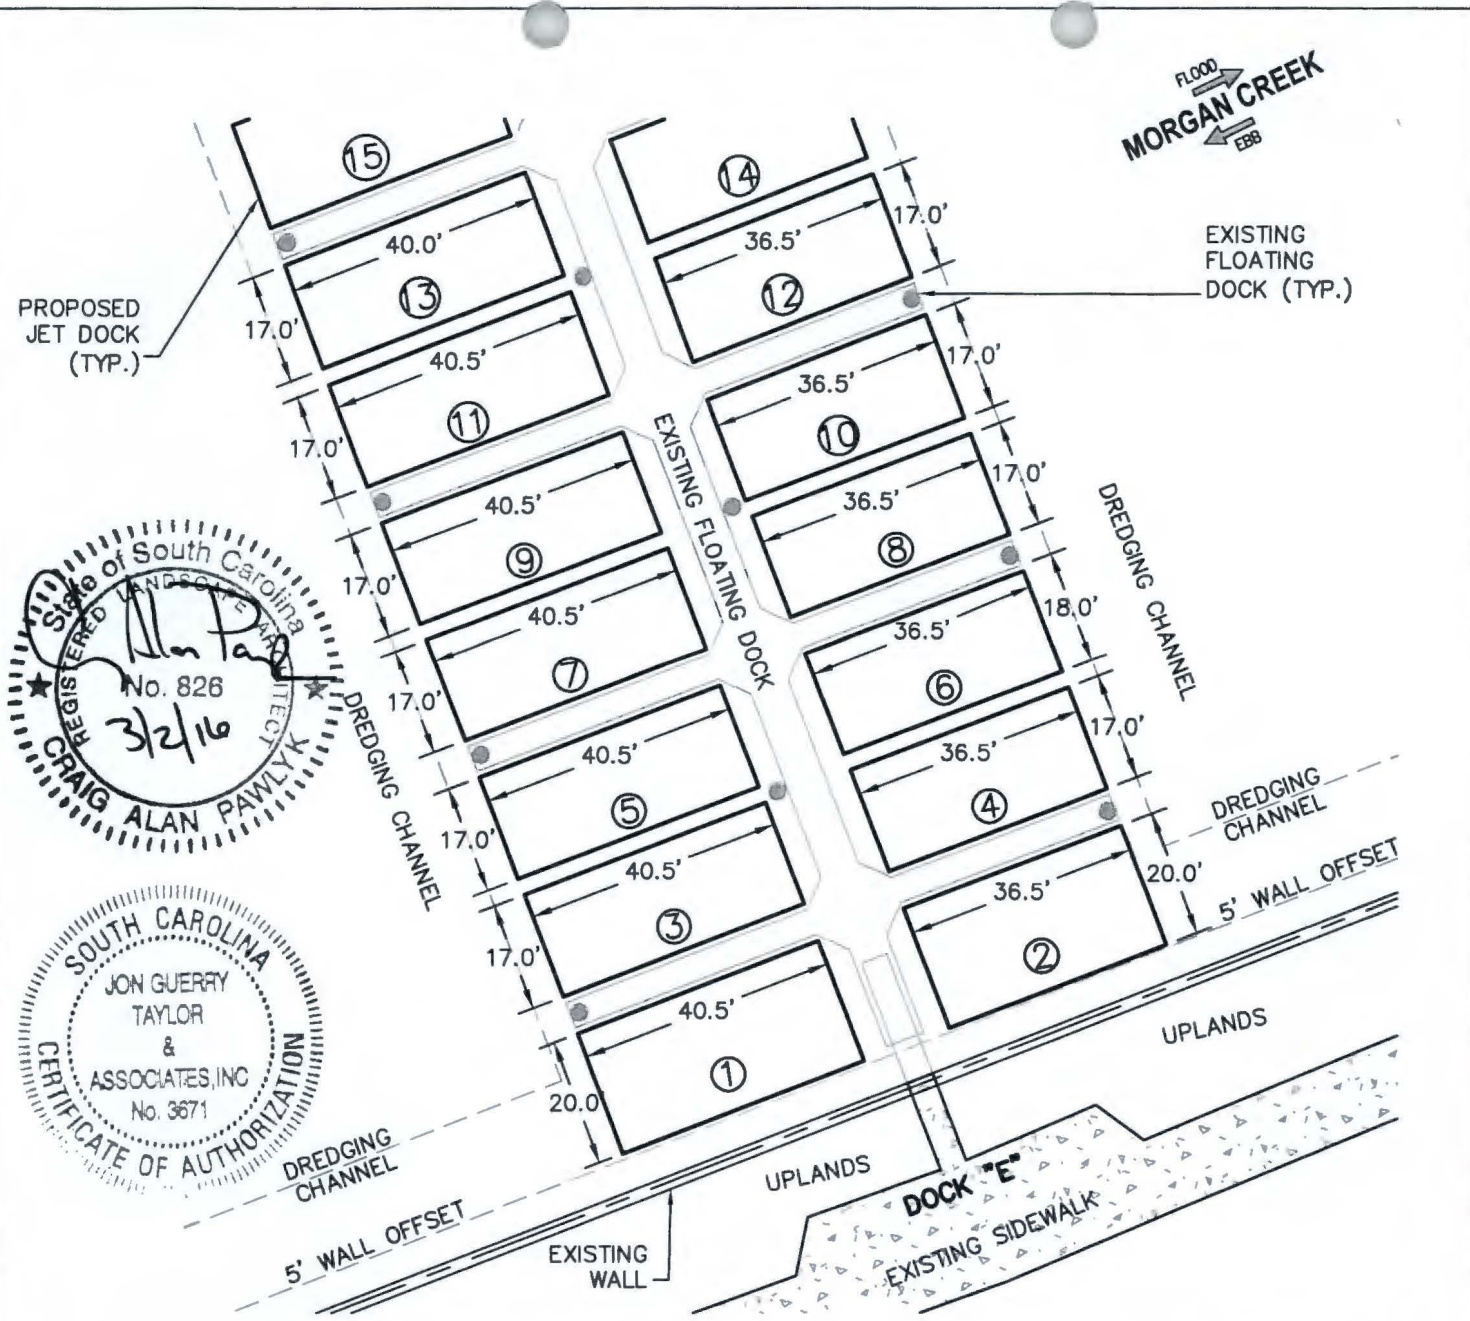 FLOOD
MORGAN CREEK
EBB
15
14
40.0'
17.0'
13
36.5'
17.0'
12
EXISTING
FLOATING
DOCK (TYP.)
PROPOSED
JET DOCK
(TYP.)
40.5'
17.0'
11
36.5'
17.0'
10
EXISTING FLOATING DOCK
40.5'
17.0'
9
36.5'
17.0'
8
DREDGING CHANNEL
40.5'
17.0'
7
36.5'
18.0'
6
DREDGING CHANNEL
40.5'
17.0'
5
36.5'
17.0'
4
DREDGING
CHANNEL
40.5'
17.0'
3
36.5'
20.0'
2
5' WALL OFFSET
40.5'
20.0'
1
UPLANDS
DREDGING
CHANNEL
UPLANDS
5' WALL OFFSET
EXISTING
WALL
DOCK "E"
EXISTING SIDEWALK
State of South Carolina
REGISTERED LANDSCAPE ARCHITECT
No. 826
3/2/16
CRAIG ALAN PAWLYK
SOUTH CAROLINA
JON GUERRY
TAYLOR
&
ASSOCIATES, INC
No. 3671
CERTIFICATE OF AUTHORIZATION